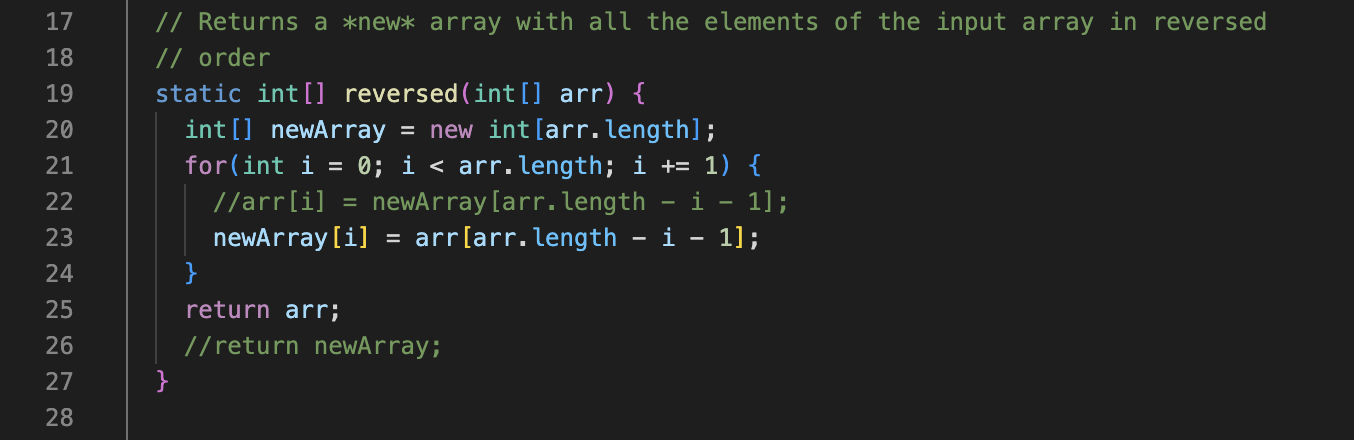 17 // Returns a *new* array with all the elements of the input array in reversed
18 // order
19 static int[] reversed(int[] arr) {
20 int[] newArray = new int[arr.length];
21 for(int i = 0; i < arr.length; i += 1) {
22 //arr[i] = newArray[arr.length - i - 1];
23 newArray[i] = arr[arr.length - i - 1];
24 }
25 return arr;
26 //return newArray;
27 }
28